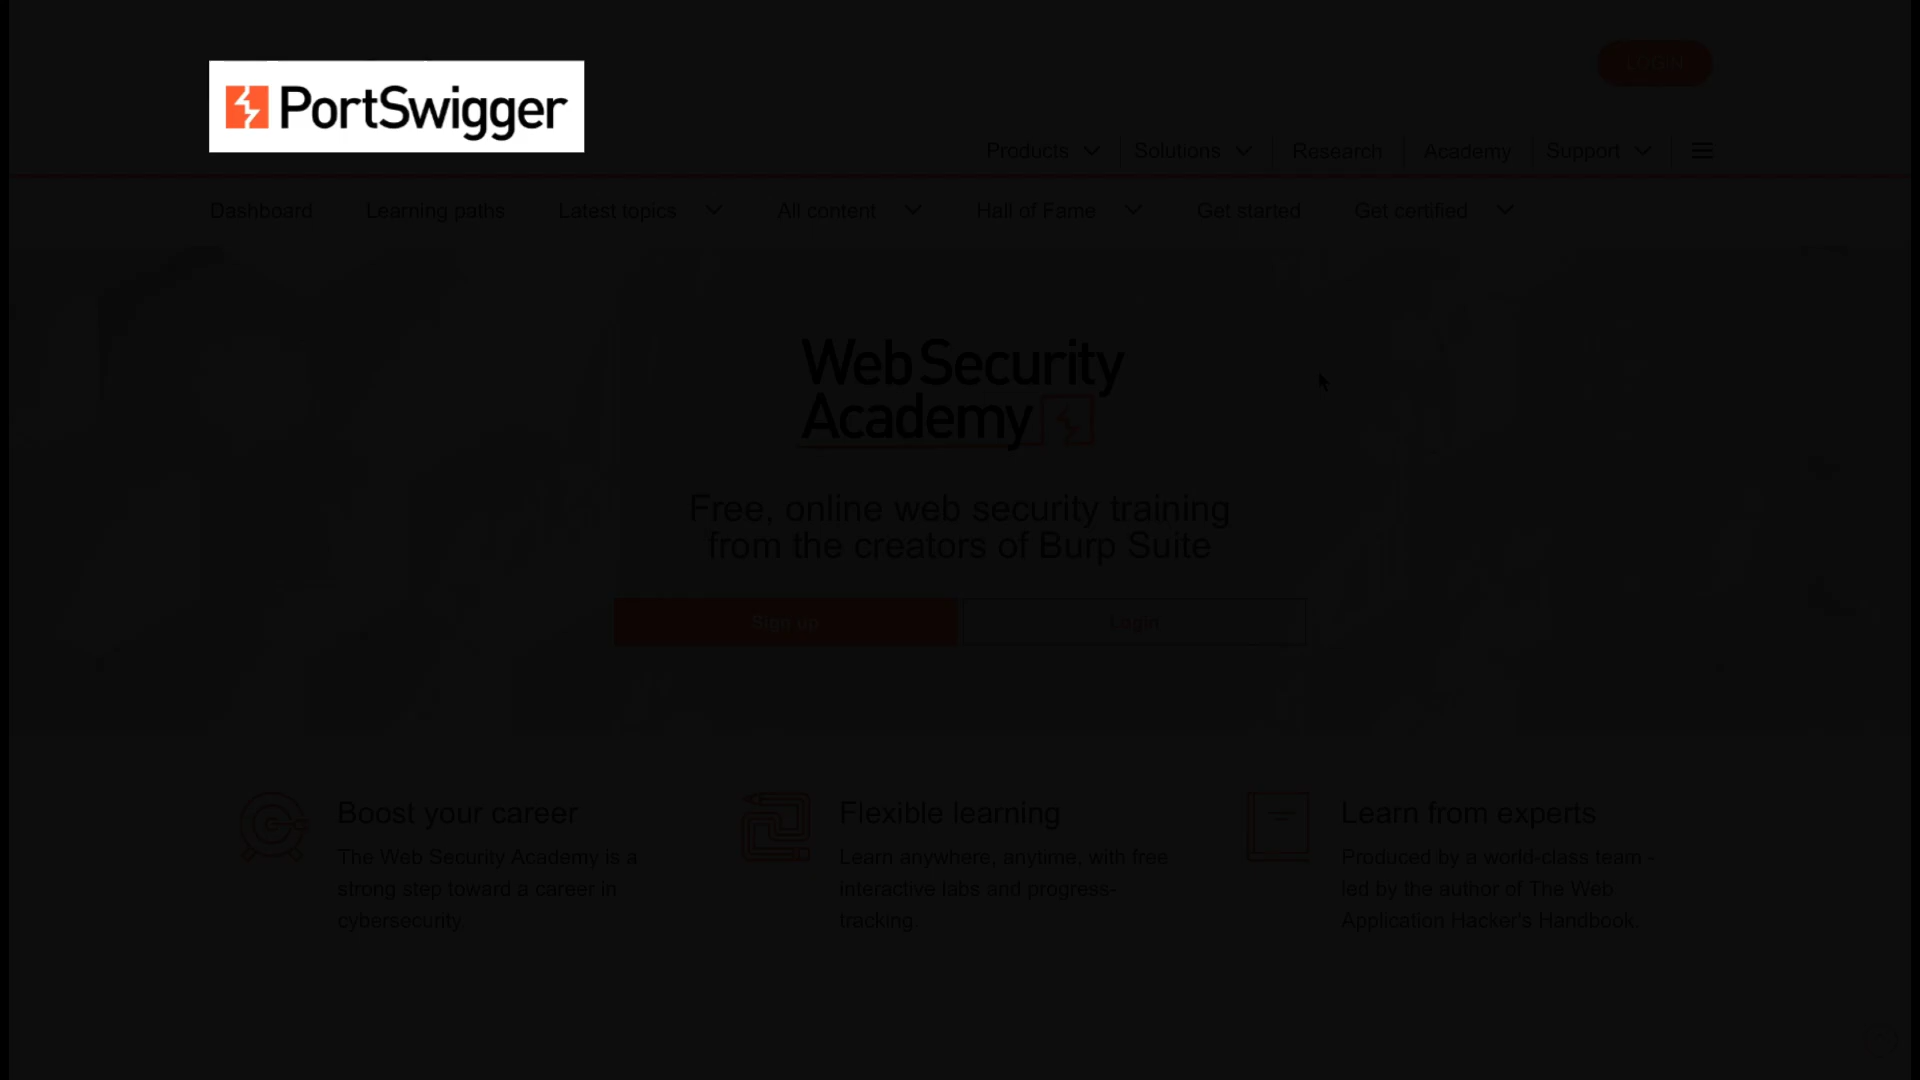 LOGIN
PortSwigger
Products
Solutions
Research
Academy
Support
Dashboard
Learning paths
Latest topics
All content
Hall of Fame
Get started
Get certified
Web Security
Academy
Free, online web security training
from the creators of Burp Suite
Sign up
Login
Boost your career
The Web Security Academy is a
strong step toward a career in
cybersecurity.
Flexible learning
Learn anywhere, anytime, with free
interactive labs and progress-
tracking.
Learn from experts
Produced by a world-class team -
led by the author of The Web
Application Hacker's Handbook.